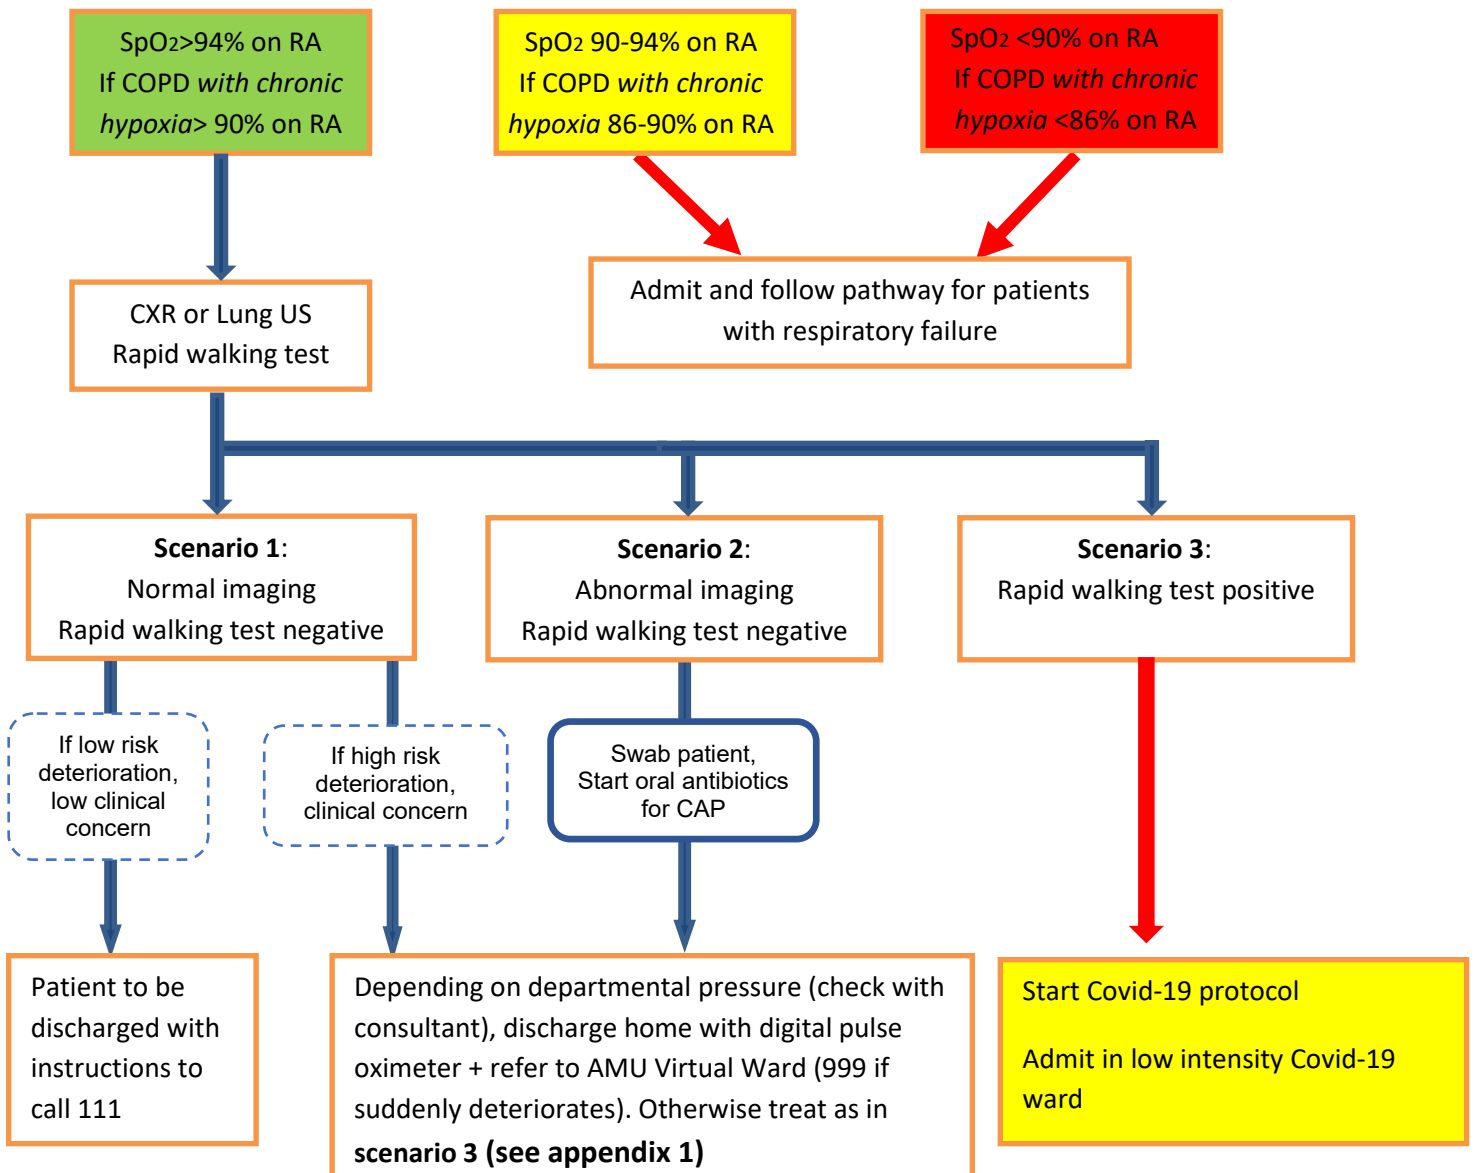 SpO2>94% on RA
If COPD with chronic
hypoxia> 90% on RA
SpO2 90-94% on RA
If COPD with chronic
hypoxia 86-90% on RA
SpO2 <90% on RA
If COPD with chronic
hypoxia <86% on RA
CXR or Lung US
Rapid walking test
Admit and follow pathway for patients
with respiratory failure
Scenario 1:
Normal imaging
Rapid walking test negative
Scenario 2:
Abnormal imaging
Rapid walking test negative
Scenario 3:
Rapid walking test positive
If low risk
deterioration,
low clinical
concern
If high risk
deterioration,
clinical concern
Swab patient,
Start oral antibiotics
for CAP
Patient to be
discharged with
instructions to
call 111
Depending on departmental pressure (check with
consultant), discharge home with digital pulse
oximeter + refer to AMU Virtual Ward (999 if
suddenly deteriorates). Otherwise treat as in
scenario 3 (see appendix 1)
Start Covid-19 protocol
Admit in low intensity Covid-19
ward